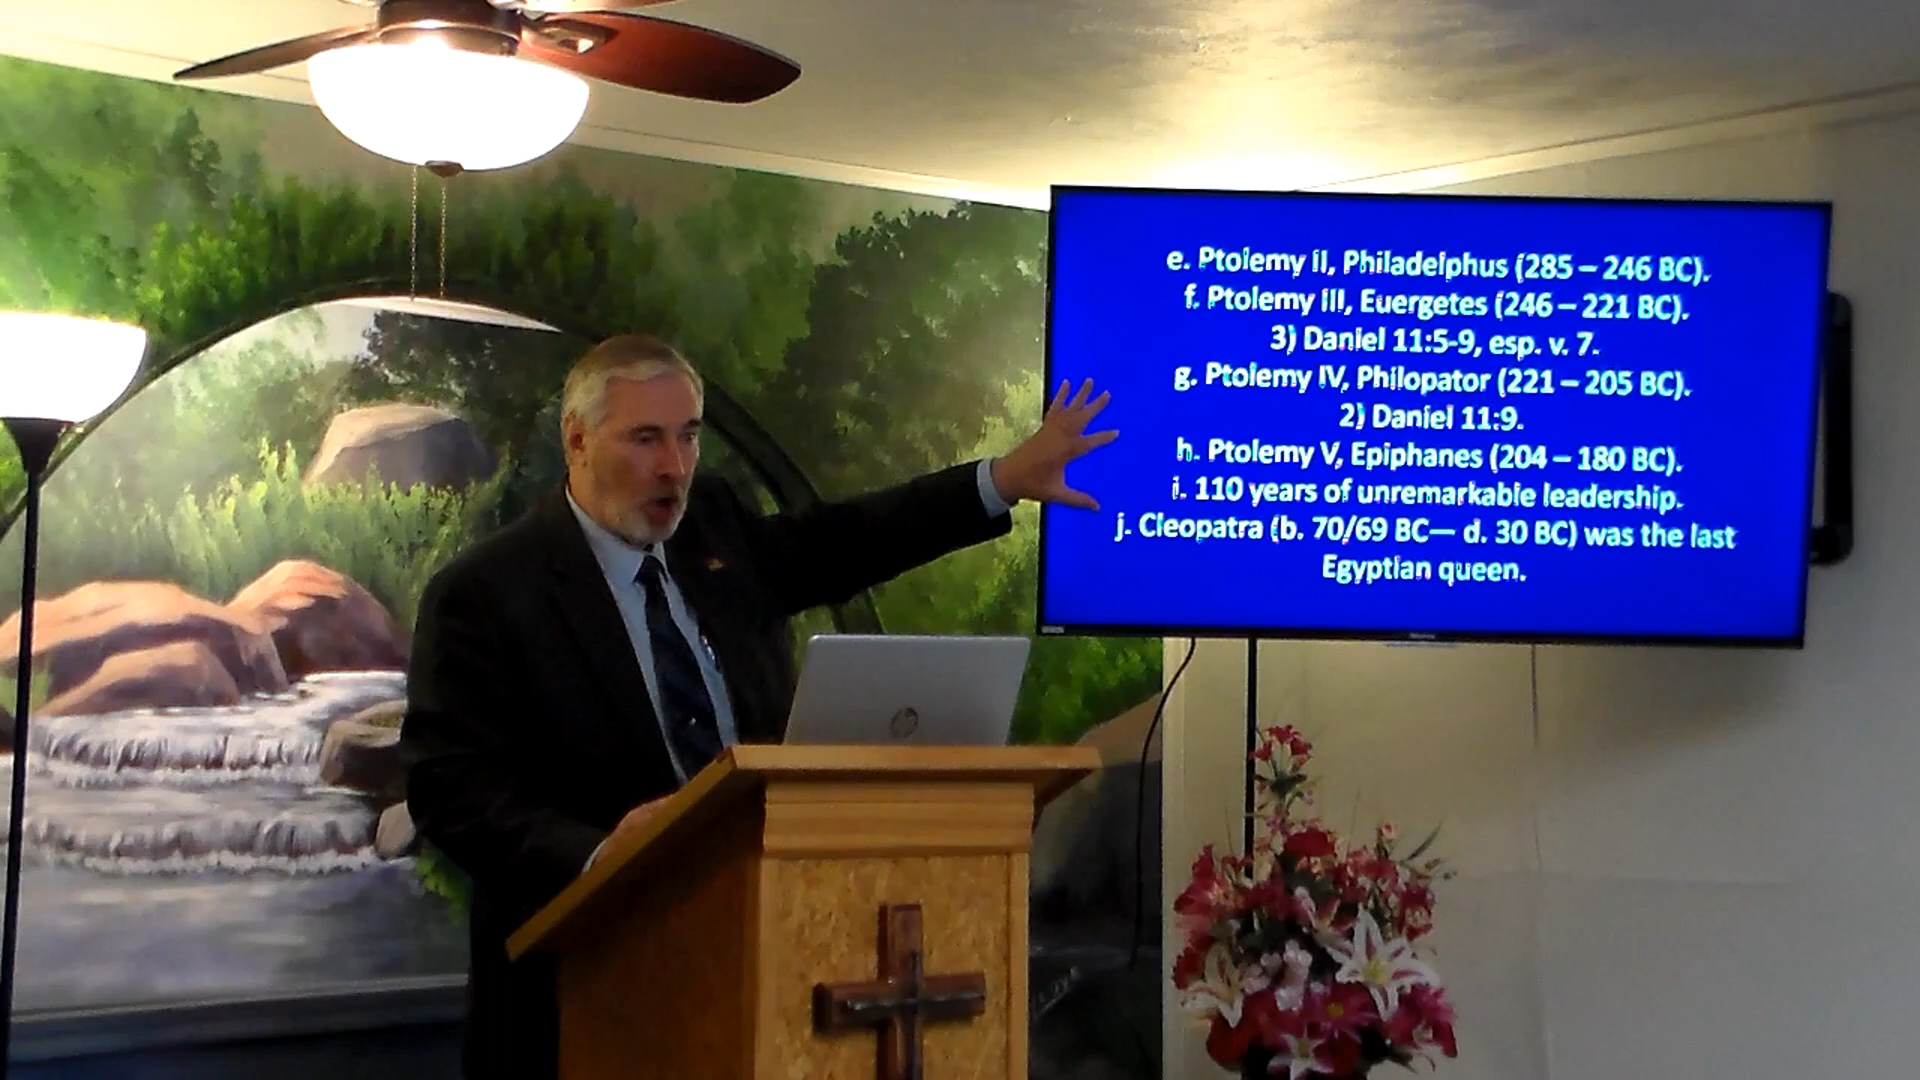 e. Ptolemy II, Philadelphus (285 – 246 BC).
f. Ptolemy III, Euergetes (246 – 221 BC).
3) Daniel 11:5-9, esp. v. 7.
g. Ptolemy IV, Philopator (221 – 205 BC).
2) Daniel 11:9.
h. Ptolemy V, Epiphanes (204 – 180 BC).
i. 110 years of unremarkable leadership.
j. Cleopatra (b. 70/69 BC— d. 30 BC) was the last
Egyptian queen.
hp